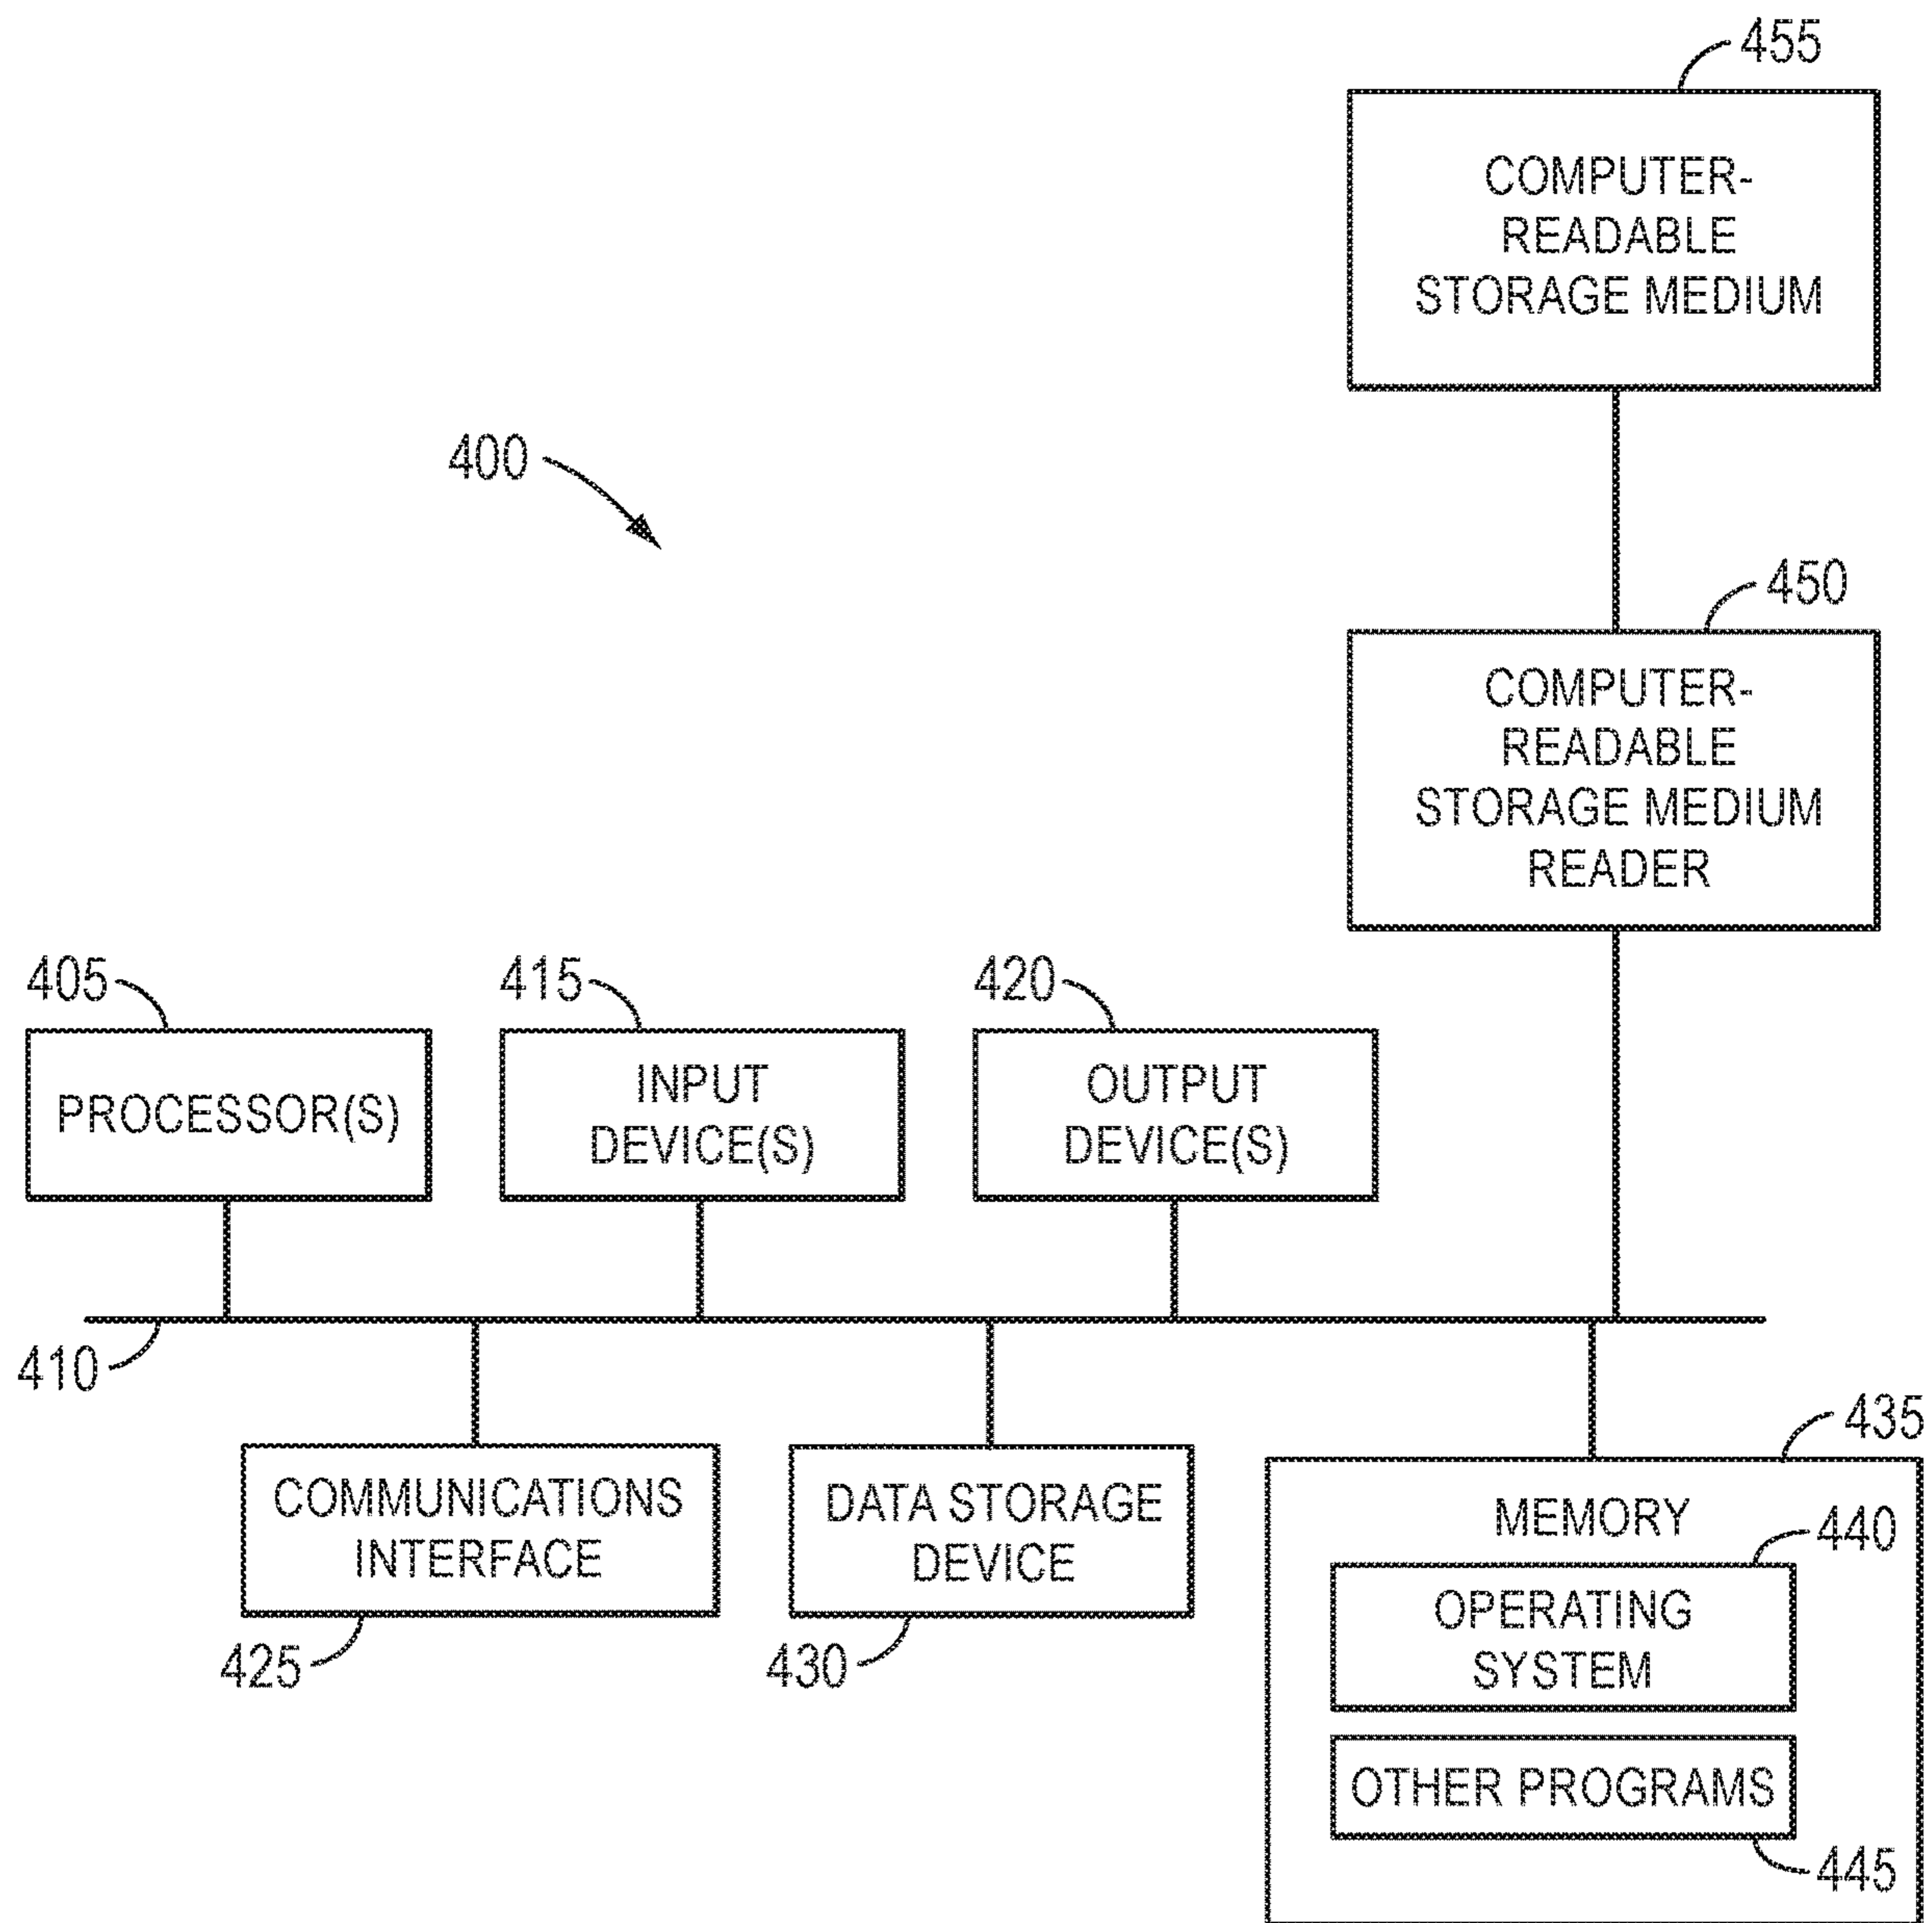 455
COMPUTER-
READABLE
STORAGE MEDIUM
400
450
COMPUTER-
READABLE
STORAGE MEDIUM
READER
405
PROCESSOR(S)
415
INPUT
DEVICE(S)
420
OUTPUT
DEVICE(S)
410
COMMUNICATIONS
INTERFACE
425
DATA STORAGE
DEVICE
430
435
MEMORY
440
OPERATING
SYSTEM
OTHER PROGRAMS
445